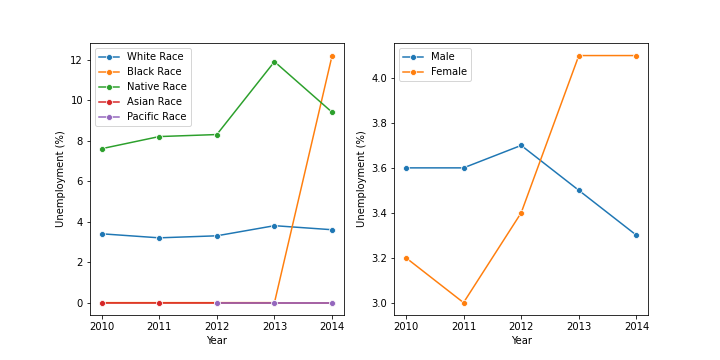 White Race
Black Race
Native Race
Asian Race
Pacific Race
12
10
8
6
4
2
0
Unemployment (%)
2010 2011 2012 2013 2014
Year
Male
Female
4.0
3.8
3.6
3.4
3.2
3.0
Unemployment (%)
2010 2011 2012 2013 2014
Year